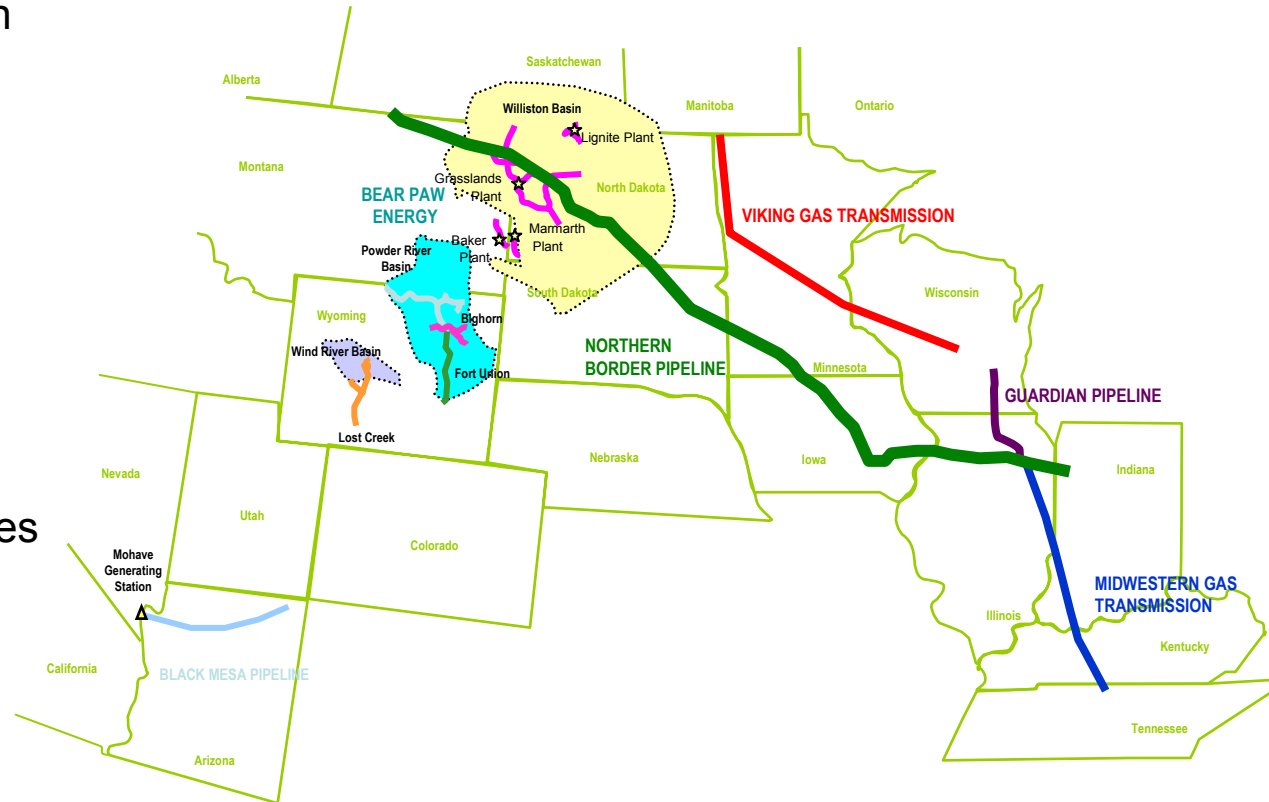 n
Saskatchewan
Alberta
Williston Basin
Manitoba
Ontario
Lignite Plant
Montana
Grasslands
Plant
North Dakota
BEAR PAW
ENERGY
VIKING GAS TRANSMISSION
Marmarth
Plant
Baker
Plant
Powder River
Basin
South Dakota
Wisconsin
Wyoming
Bighorn
Wind River Basin
NORTHERN
BORDER PIPELINE
Minnesota
Fort Union
GUARDIAN PIPELINE
Lost Creek
Nebraska
Iowa
Indiana
Nevada
Utah
es
Colorado
Mohave
Generating
Station
MIDWESTERN GAS
TRANSMISSION
Illinois
Kentucky
California
BLACK MESA PIPELINE
Tennessee
Arizona